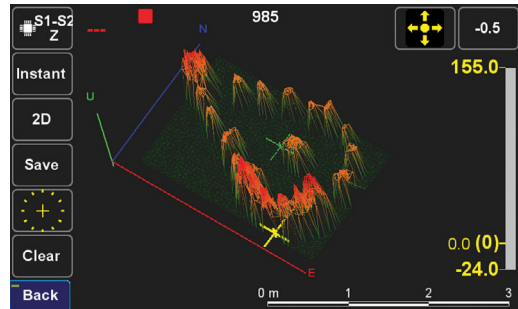 S1-S2
Z
---
985
-0.5
N
Instant
155.0-
U
2D
Save
0.0 (0)-
Clear
-24.0-
E
Back
0 m 1 2 3